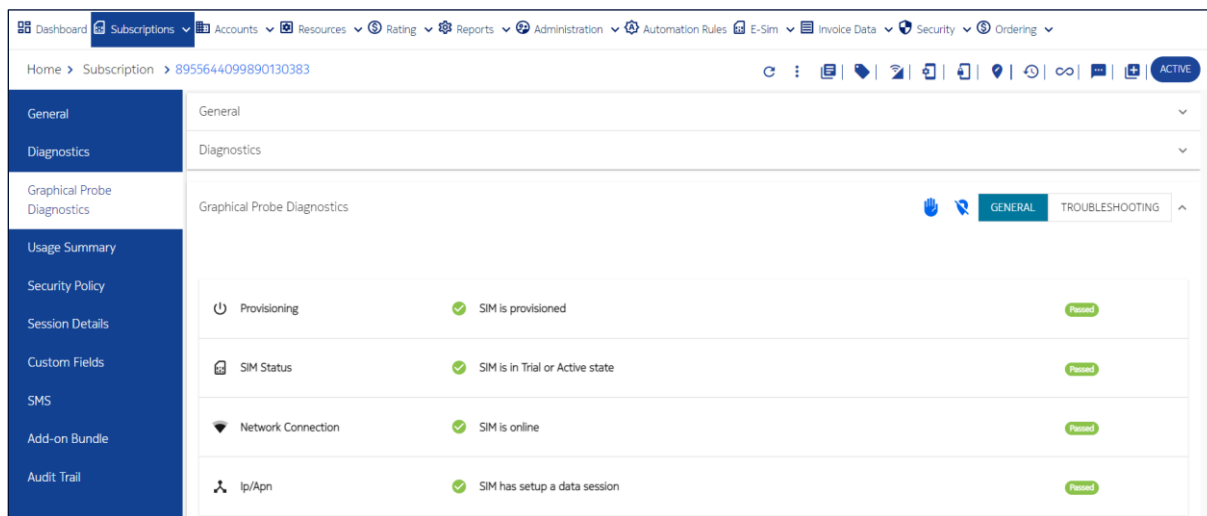 Dashboard Subscriptions Accounts Resources Rating Reports Administration Automation Rules E-Sim Invoice Data Security Ordering
Home > Subscription > 8955644099890130383
ACTIVE
General
Diagnostics
Graphical Probe
Diagnostics
Usage Summary
Security Policy
Session Details
Custom Fields
SMS
Add-on Bundle
Audit Trail
General
Diagnostics
Graphical Probe Diagnostics GENERAL TROUBLESHOOTING
Provisioning SIM is provisioned Passed
SIM Status SIM is in Trial or Active state Passed
Network Connection SIM is online Passed
Ip/Apn SIM has setup a data session Passed